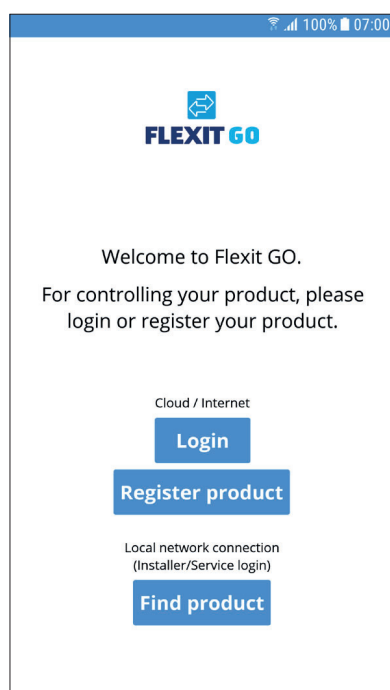 100% 07:00
FLEXIT GO
Welcome to Flexit GO.
For controlling your product, please
login or register your product.
Cloud / Internet
Login
Register product
Local network connection
(Installer/Service login)
Find product